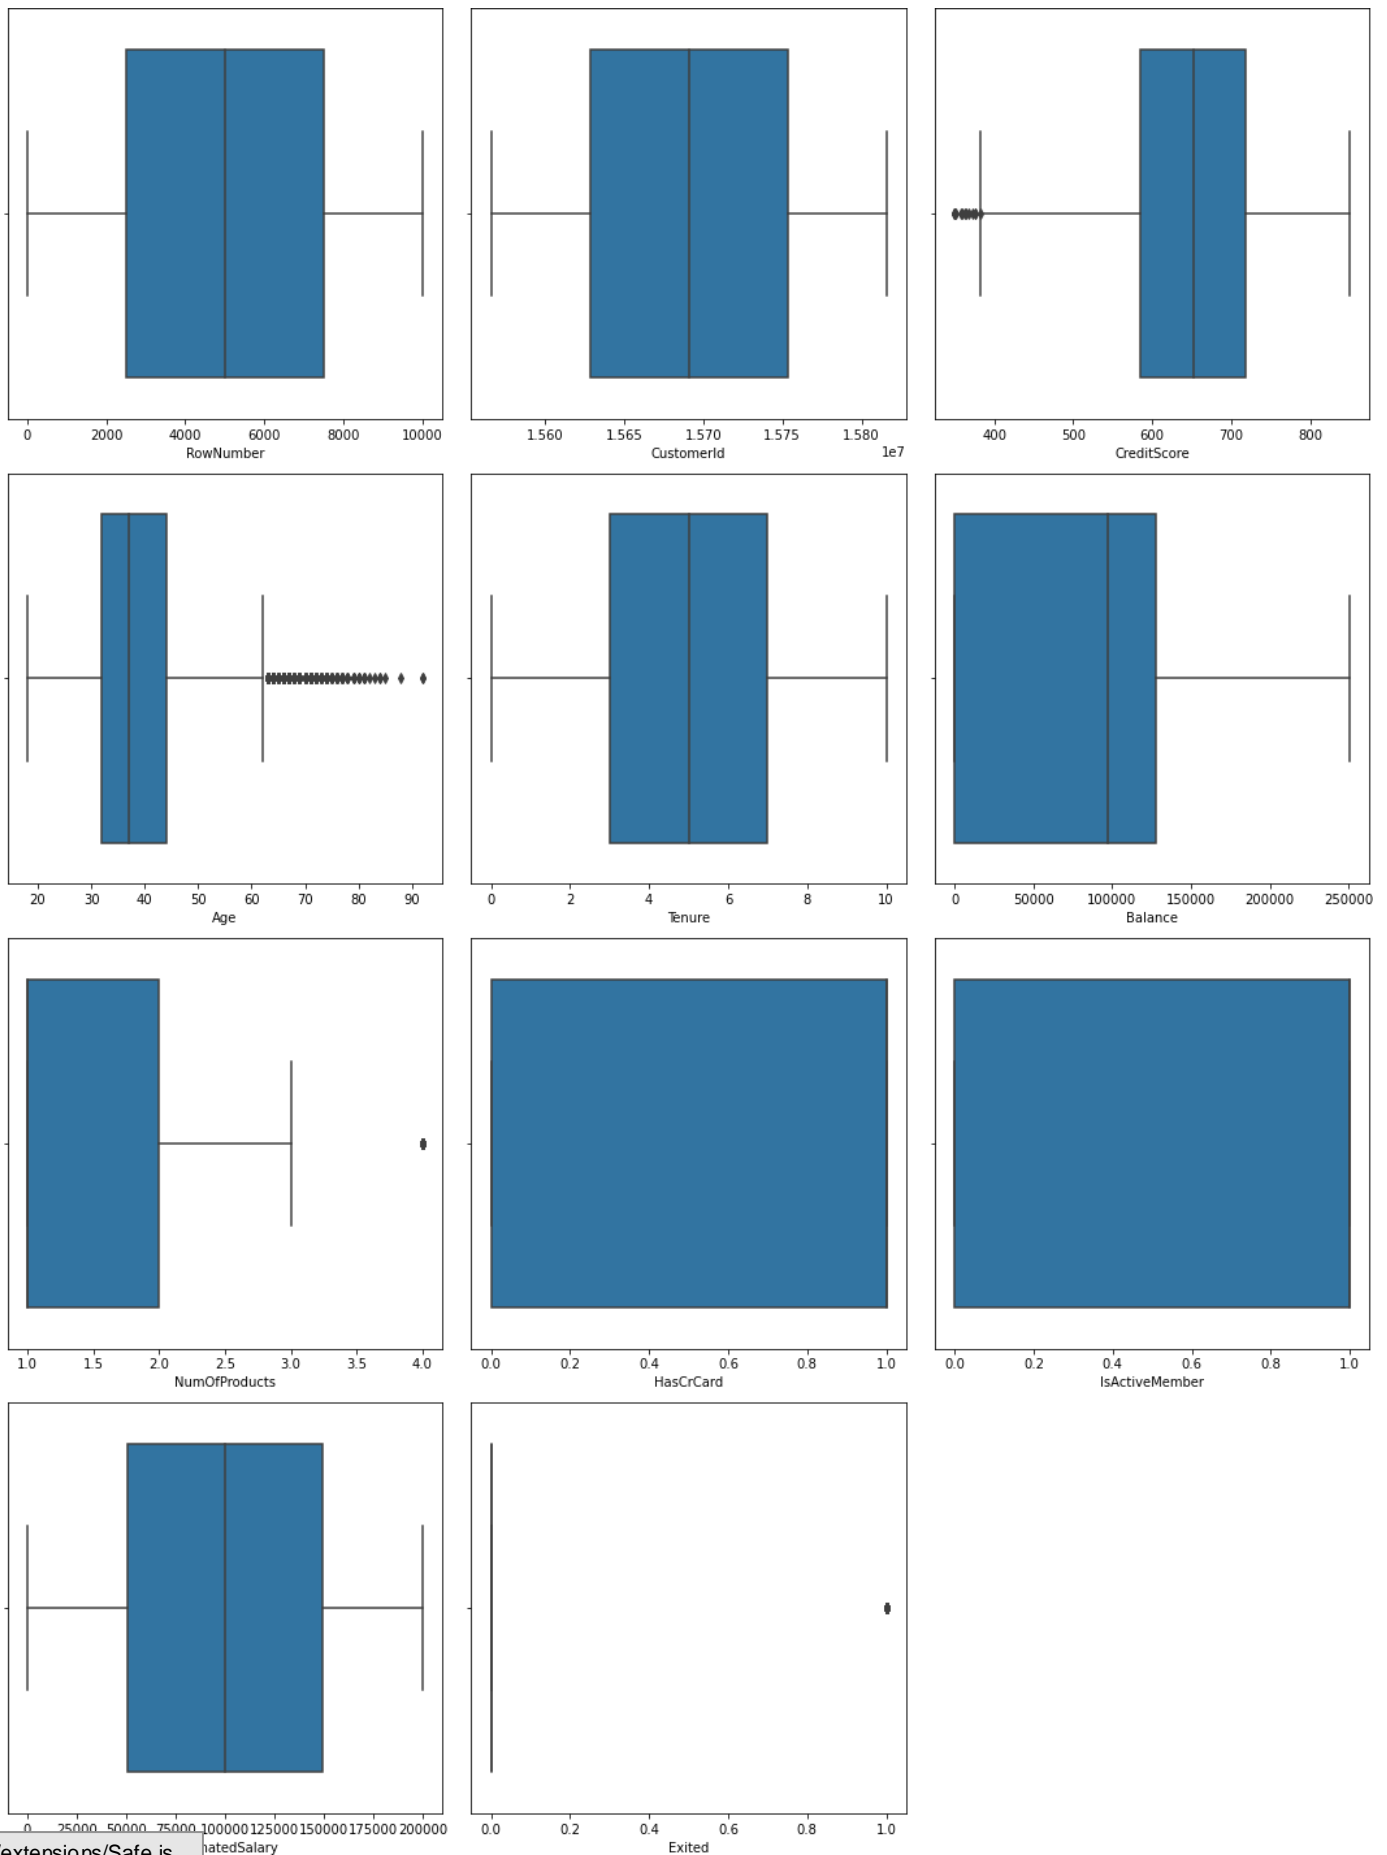 0 2000 4000 6000 8000 10000
RowNumber
1.560 1.565 1.570 1.575 1.580
CustomerId 1e7
400 500 600 700 800
CreditScore
20 30 40 50 60 70 80 90
Age
0 2 4 6 8 10
Tenure
0 50000 100000 150000 200000 250000
Balance
1.0 1.5 2.0 2.5 3.0 3.5 4.0
NumOfProducts
0.0 0.2 0.4 0.6 0.8 1.0
HasCrCard
0.0 0.2 0.4 0.6 0.8 1.0
IsActiveMember
0 25000 50000 75000 100000 125000 150000 175000 200000
natedSalary
0.0 0.2 0.4 0.6 0.8 1.0
Exited
/extensions/Safe.js